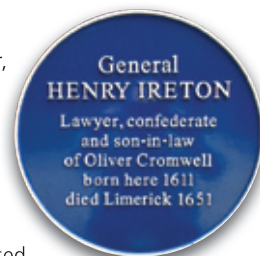 General
HENRY IRETON
Lawyer, confederate
and son-in-law
of Oliver Cromwell
born here 1611
died Limerick 1651